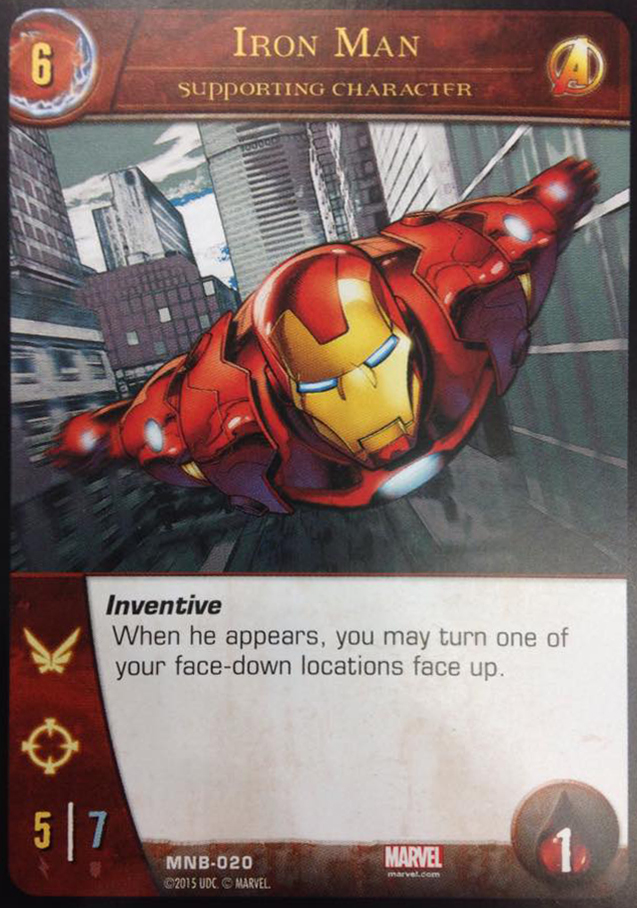 6
IRON MAN
A
SUPPORTING CHARACTER
Inventive
When he appears, you may turn one of
your face-down locations face up.
5 | 7
1
MNB-020
MARVEL
marvel.com
©2015 UDC. © MARVEL.